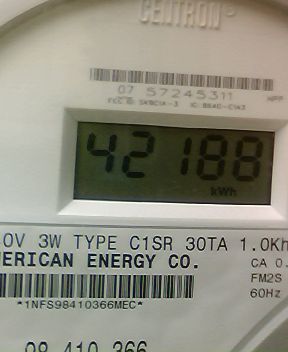 CENTRON®
07 57245311
42188
kWh
0V 3W TYPE C1SR 30TA 1.0Kh
ERICAN ENERGY CO.
CA 0.
FM2S
60Hz
*1NFS98410366MEC*
98 410 366